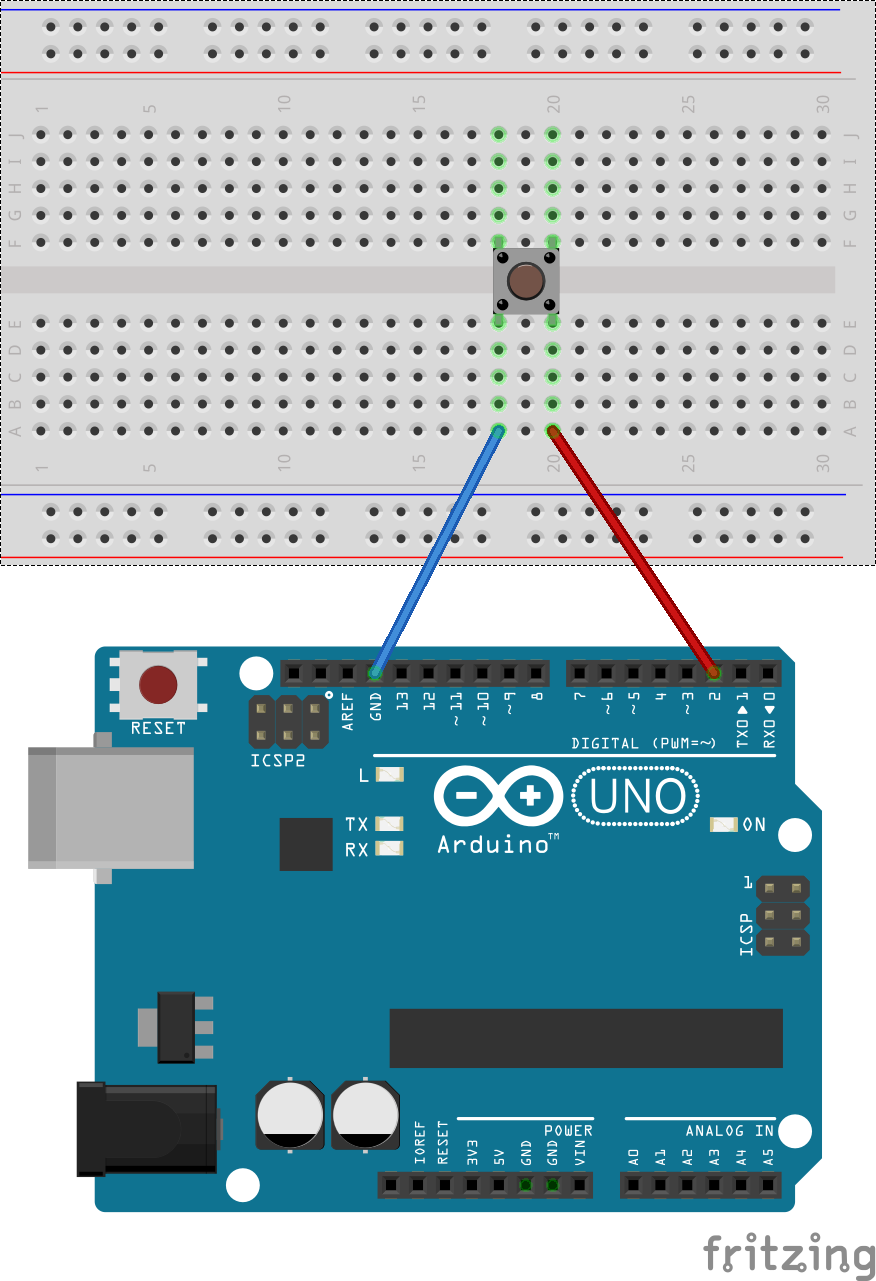 1 5 10 15 20 25 30
J J
I I
H H
G G
F F
E E
D D
C C
B B
A A
1 5 10 15 20 25 30
RESET
ICSP2
AREF
GND
13
12
~11
~10
~9
8
7
~6
~5
4
~3
2
TX0▶1
RX0◀0
DIGITAL (PWM=~)
L
TX
RX
Arduino™
UNO
ON
1
ICSP
IOREF
RESET
3V3
5V
GND
GND
VIN
POWER
ANALOG IN
A0
A1
A2
A3
A4
A5
fritzing